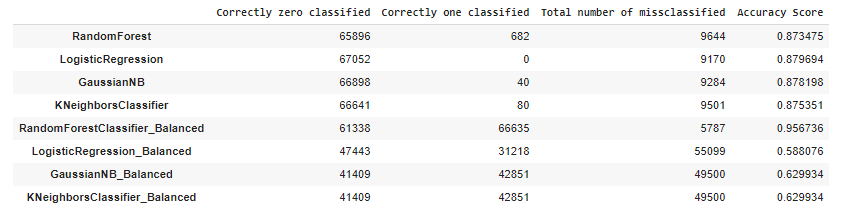 Correctly zero classified Correctly one classified Total number of missclassified Accuracy Score
RandomForest 65896 682 9644 0.873475
LogisticRegression 67052 0 9170 0.879694
GaussianNB 66898 40 9284 0.878198
KNeighborsClassifier 66641 80 9501 0.875351
RandomForestClassifier_Balanced 61338 66635 5787 0.956736
LogisticRegression_Balanced 47443 31218 55099 0.588076
GaussianNB_Balanced 41409 42851 49500 0.629934
KNeighborsClassifier_Balanced 41409 42851 49500 0.629934